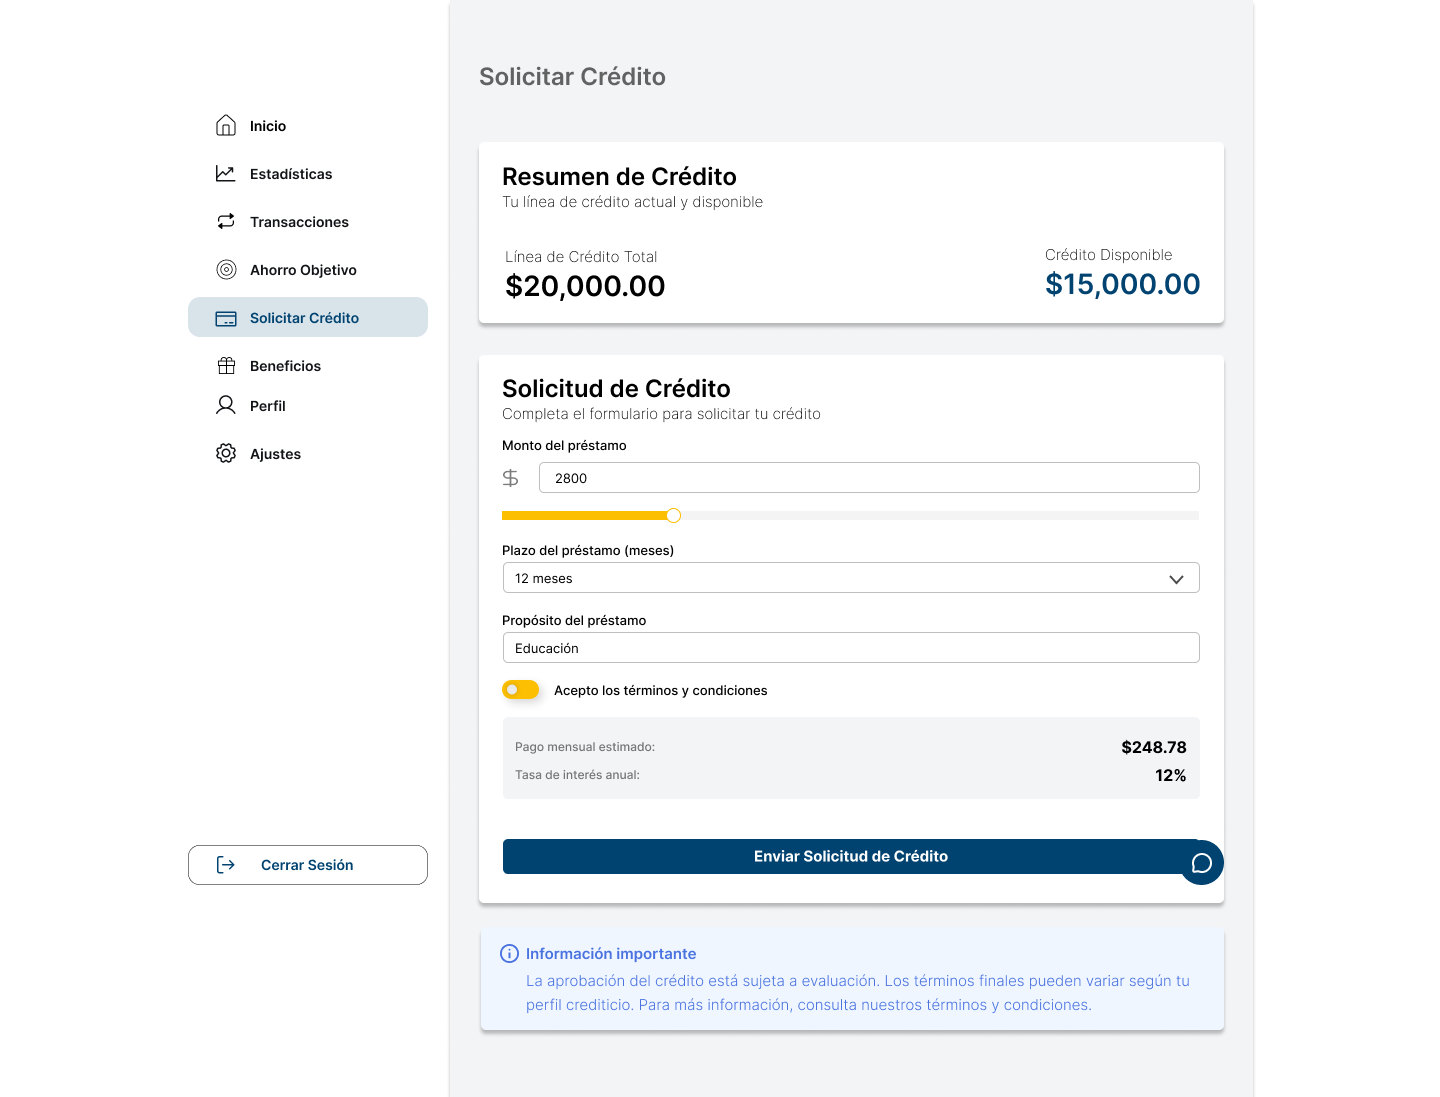 Inicio
Estadísticas
Transacciones
Ahorro Objetivo
Solicitar Crédito
Beneficios
Perfil
Ajustes
Cerrar Sesión
Solicitar Crédito
Resumen de Crédito
Tu línea de crédito actual y disponible
Línea de Crédito Total
$20,000.00
Crédito Disponible
$15,000.00
Solicitud de Crédito
Completa el formulario para solicitar tu crédito
Monto del préstamo
$ 2800
Plazo del préstamo (meses)
12 meses
Propósito del préstamo
Educación
Acepto los términos y condiciones
Pago mensual estimado: $248.78
Tasa de interés anual: 12%
Enviar Solicitud de Crédito
Información importante
La aprobación del crédito está sujeta a evaluación. Los términos finales pueden variar según tu
perfil crediticio. Para más información, consulta nuestros términos y condiciones.